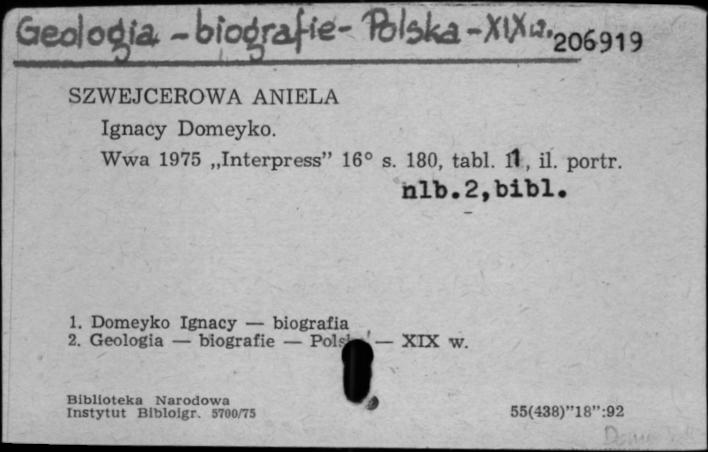 Geologia - biografie - Polska - XIX w. 206919
SZWEJCEROWA ANIELA
Ignacy Domeyko.
Wwa 1975 „Interpress” 16° s. 180, tabl. 11, il. portr.
nlb.2,bibl.
1. Domeyko Ignacy — biografia
2. Geologia — biografie — — XIX w.
Biblioteka Narodowa
Instytut Bibloigr. 5700/75
55(438)”18”:92